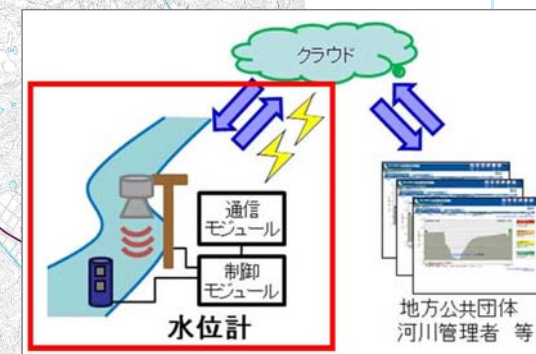 クラウド
通信
モジュール
制御
モジュール
水位計
地方公共団体
河川管理者 等